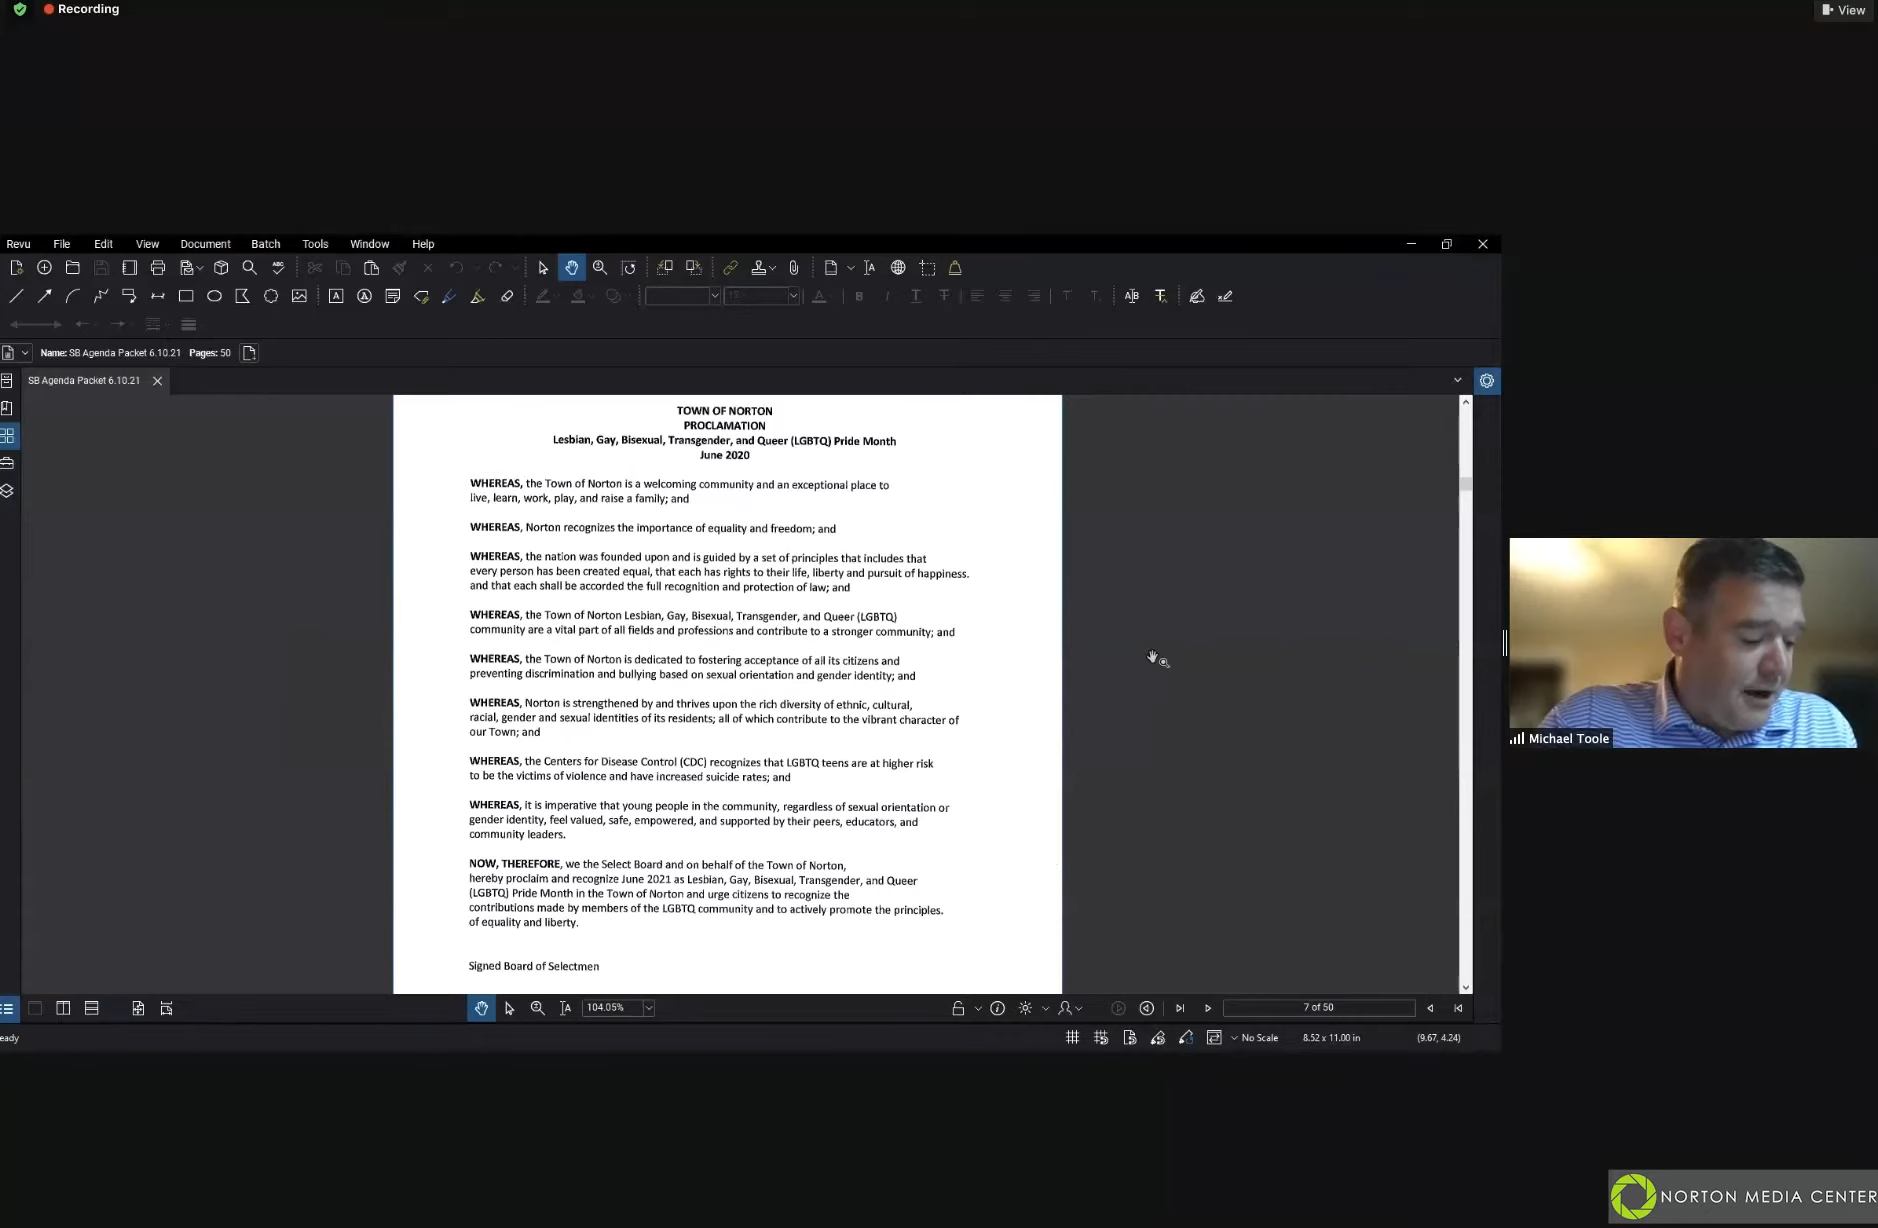 Recording
View
Revu File Edit View Document Batch Tools Window Help
Name: SB Agenda Packet 6.10.21 Pages: 50
SB Agenda Packet 6.10.21
TOWN OF NORTON
PROCLAMATION
Lesbian, Gay, Bisexual, Transgender, and Queer (LGBTQ) Pride Month
June 2020
WHEREAS, the Town of Norton is a welcoming community and an exceptional place to
live, learn, work, play, and raise a family; and
WHEREAS, Norton recognizes the importance of equality and freedom; and
WHEREAS, the nation was founded upon and is guided by a set of principles that includes that
every person has been created equal, that each has rights to their life, liberty and pursuit of happiness.
and that each shall be accorded the full recognition and protection of law; and
WHEREAS, the Town of Norton Lesbian, Gay, Bisexual, Transgender, and Queer (LGBTQ)
community are a vital part of all fields and professions and contribute to a stronger community; and
WHEREAS, the Town of Norton is dedicated to fostering acceptance of all its citizens and
preventing discrimination and bullying based on sexual orientation and gender identity; and
WHEREAS, Norton is strengthened by and thrives upon the rich diversity of ethnic, cultural,
racial, gender and sexual identities of its residents; all of which contribute to the vibrant character of
our Town; and
WHEREAS, the Centers for Disease Control (CDC) recognizes that LGBTQ teens are at higher risk
to be the victims of violence and have increased suicide rates; and
WHEREAS, it is imperative that young people in the community, regardless of sexual orientation or
gender identity, feel valued, safe, empowered, and supported by their peers, educators, and
community leaders.
NOW, THEREFORE, we the Select Board and on behalf of the Town of Norton,
hereby proclaim and recognize June 2021 as Lesbian, Gay, Bisexual, Transgender, and Queer
(LGBTQ) Pride Month in the Town of Norton and urge citizens to recognize the
contributions made by members of the LGBTQ community and to actively promote the principles.
of equality and liberty.
Signed Board of Selectmen
Michael Toole
104.05%
7 of 50
eady
No Scale 8.52 x 11.00 in (9.67, 4.24)
NORTON MEDIA CENTER